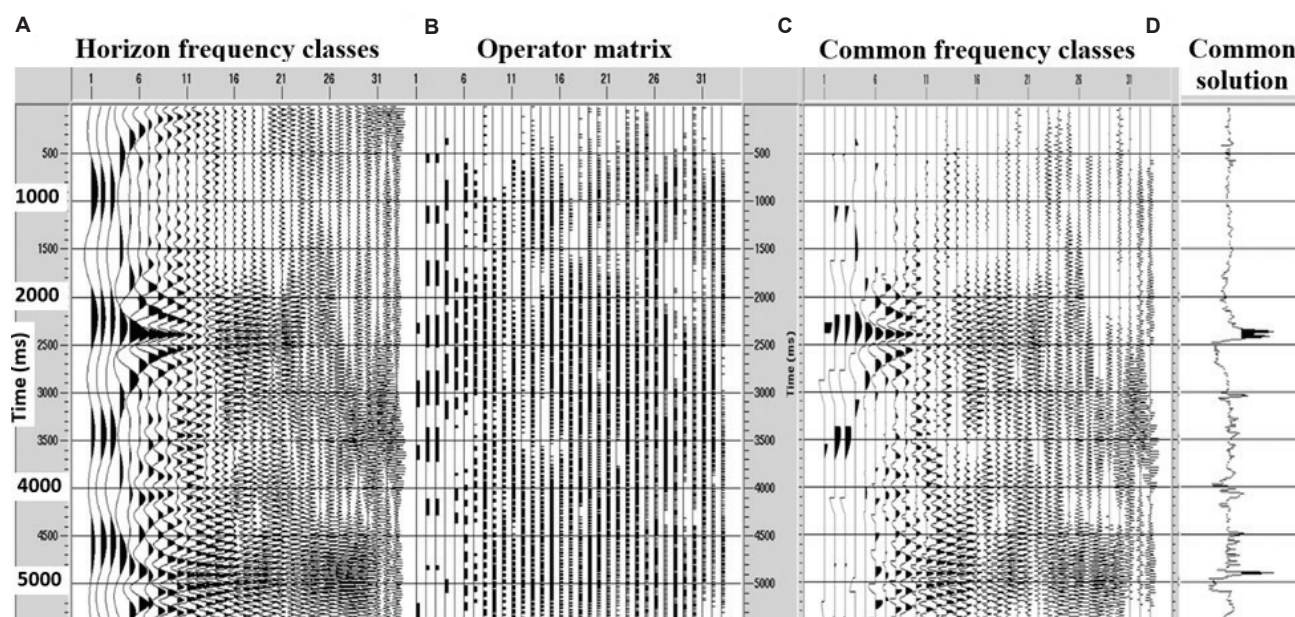 A
B
C
D
Horizon frequency classes
Operator matrix
Common frequency classes
Common
solution
1 6 11 16 21 26 31
1 6 11 16 21 26 31
1 6 11 16 21 26 31
500
1000
1500
2000
2500
3000
3500
4000
4500
5000
Time (ms)
500
1000
1500
2000
2500
3000
3500
4000
4500
5000
Time (ms)